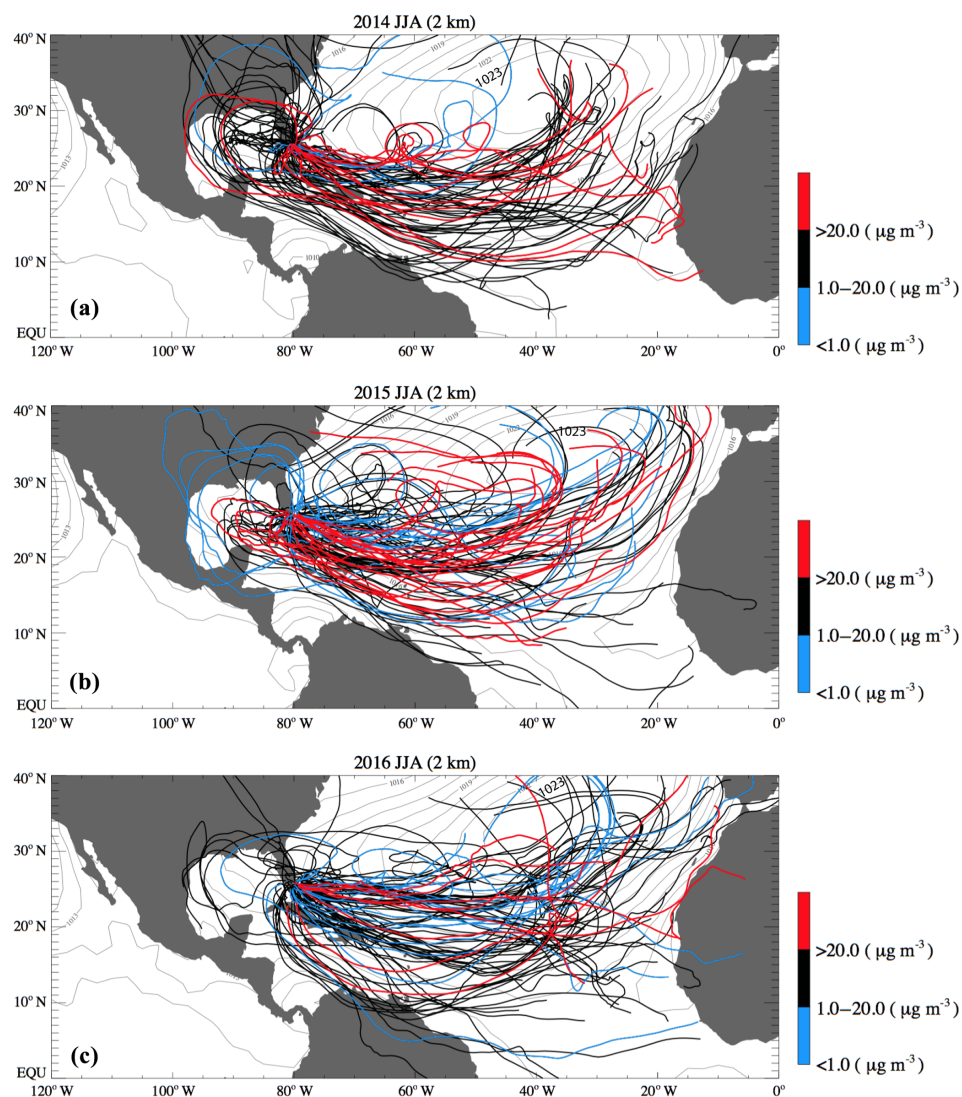 2014 JJA (2 km)
40° N
30° N
20° N
10° N
EQU
1016
1019
1022
1023
1016
1013
1010
(a)
120° W
100° W
80° W
60° W
40° W
20° W
0°
>20.0 ( μg m⁻³)
1.0−20.0 ( μg m⁻³)
<1.0 ( μg m⁻³)
2015 JJA (2 km)
40° N
30° N
20° N
10° N
EQU
1016
1019
1022
1023
1016
1013
(b)
120° W
100° W
80° W
60° W
40° W
20° W
0°
>20.0 ( μg m⁻³)
1.0−20.0 ( μg m⁻³)
<1.0 ( μg m⁻³)
2016 JJA (2 km)
40° N
30° N
20° N
10° N
EQU
1016
1019
1023
1013
(c)
120° W
100° W
80° W
60° W
40° W
20° W
0°
>20.0 ( μg m⁻³)
1.0−20.0 ( μg m⁻³)
<1.0 ( μg m⁻³)